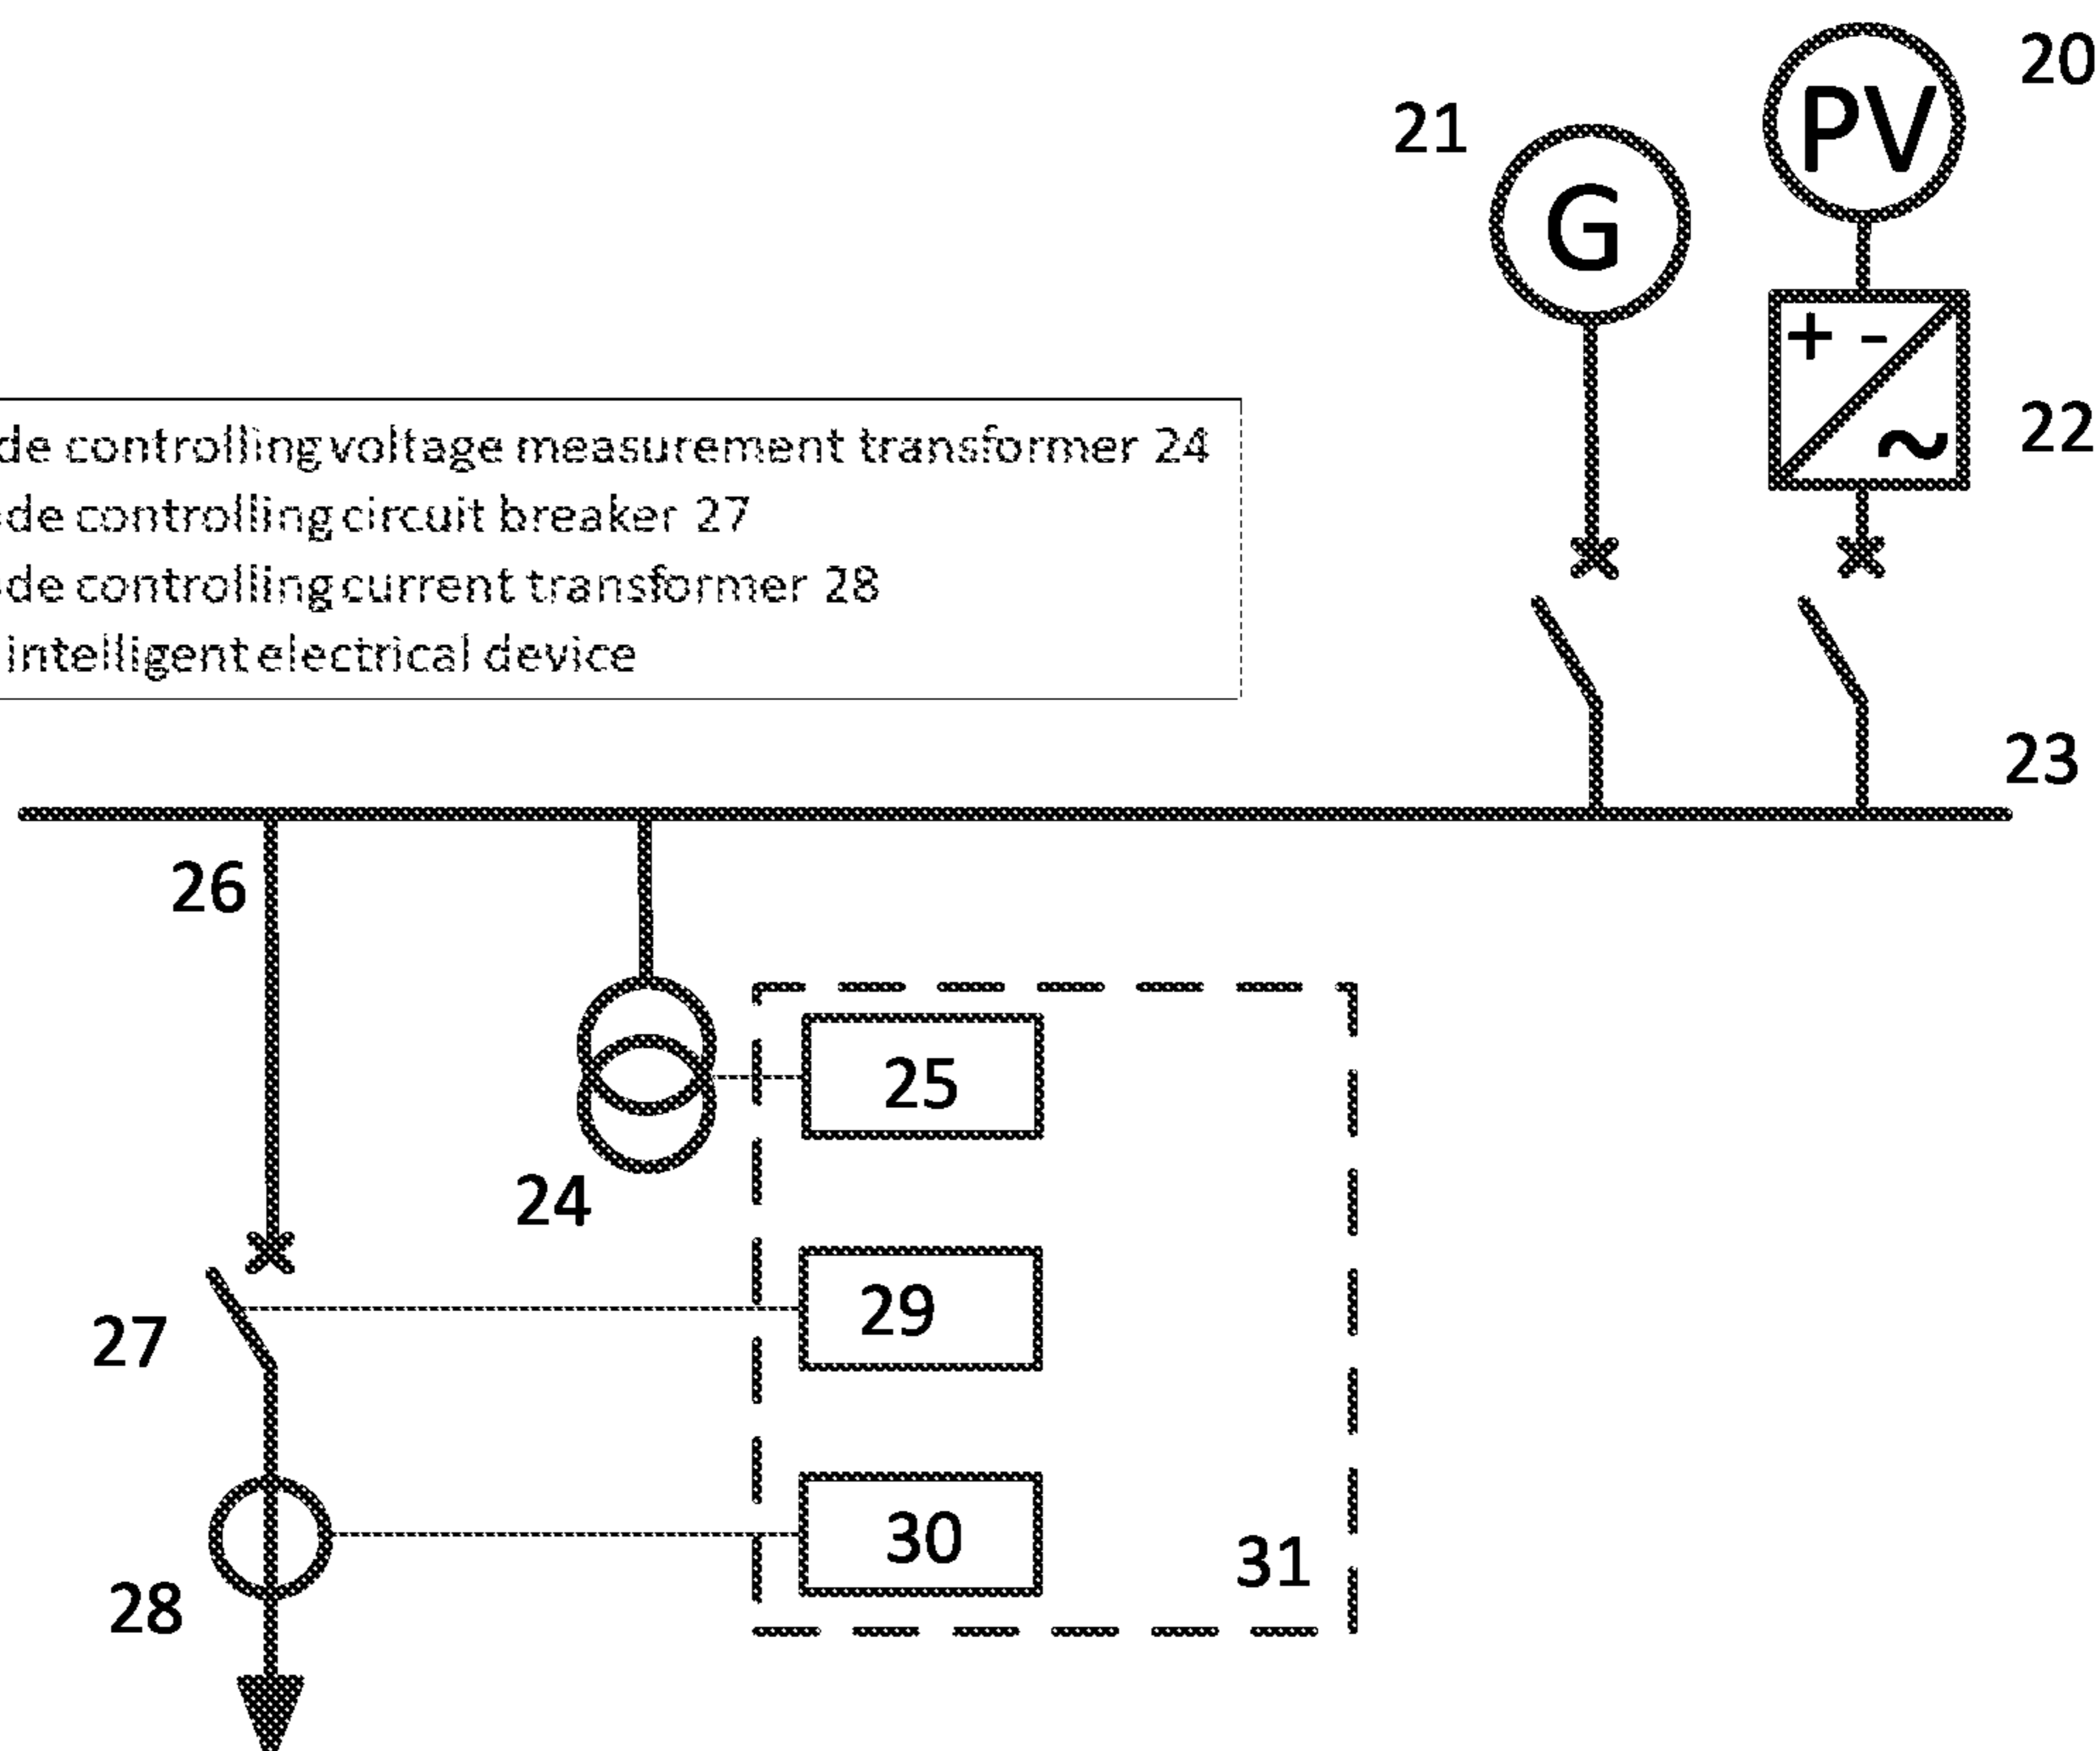 20
21
PV
G
+ -
~
22
de controlling voltage measurement transformer 24
de controlling circuit breaker 27
de controlling current transformer 28
intelligent electrical device
23
26
25
24
29
27
30
31
28